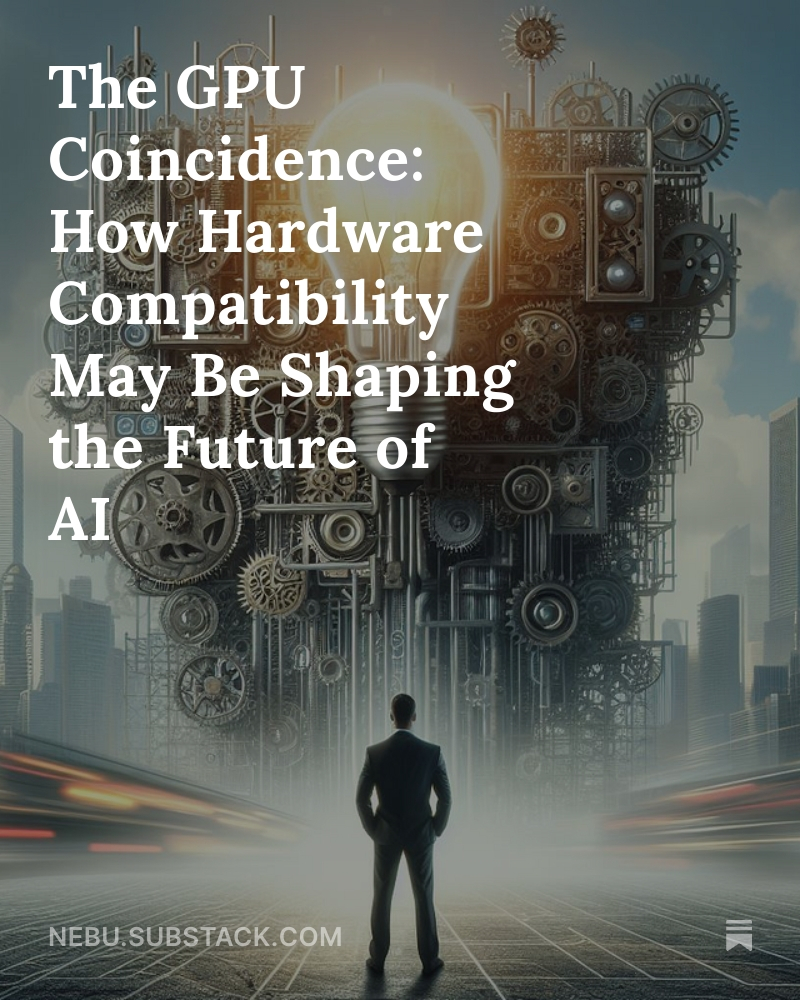 The GPU
Coincidence:
How Hardware
Compatibility
May Be Shaping
the Future of
AI
NEBU.SUBSTACK.COM